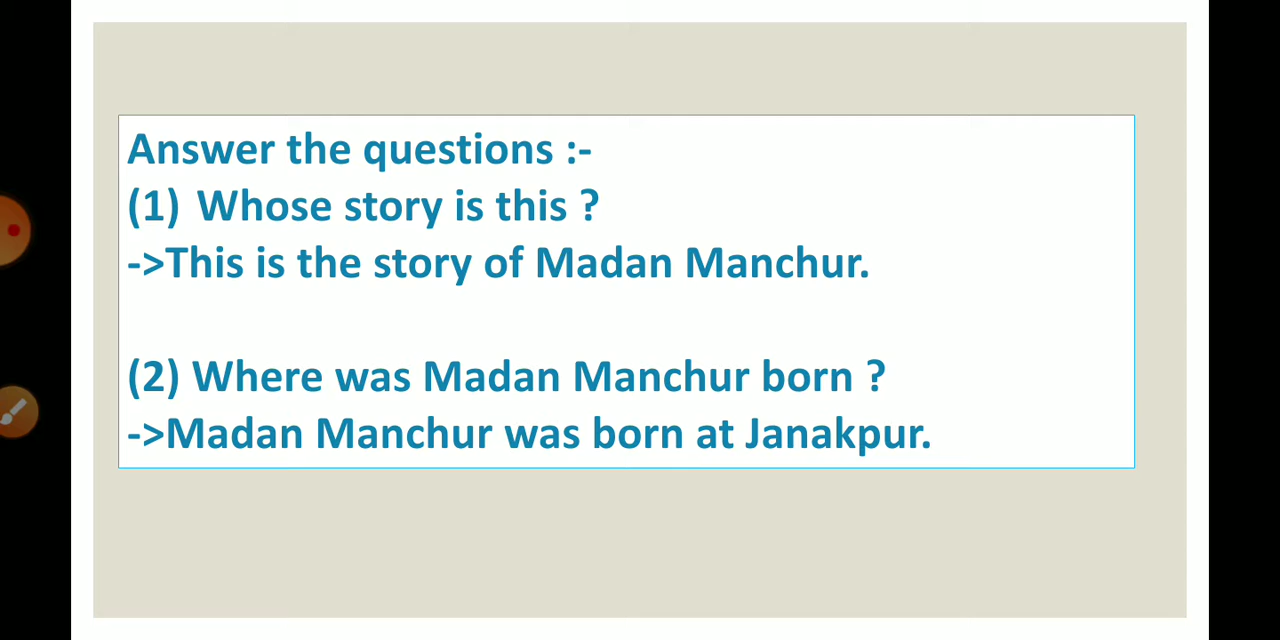 Answer the questions :-
(1) Whose story is this ?
->This is the story of Madan Manchur.
(2) Where was Madan Manchur born ?
->Madan Manchur was born at Janakpur.